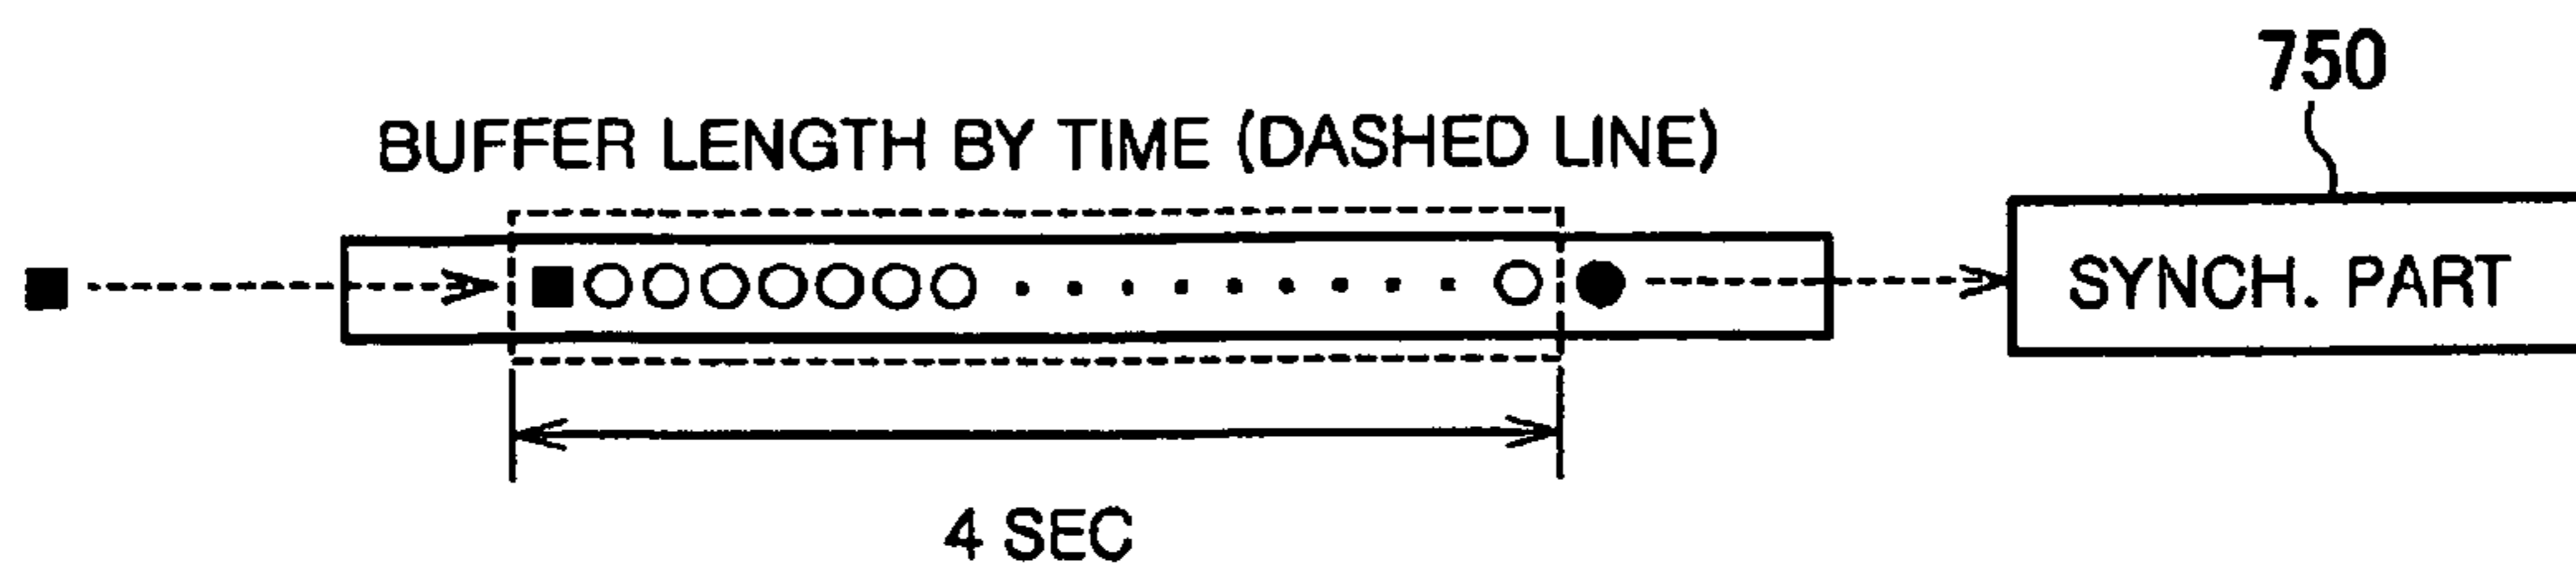 750
BUFFER LENGTH BY TIME (DASHED LINE)
SYNCH. PART
4 SEC